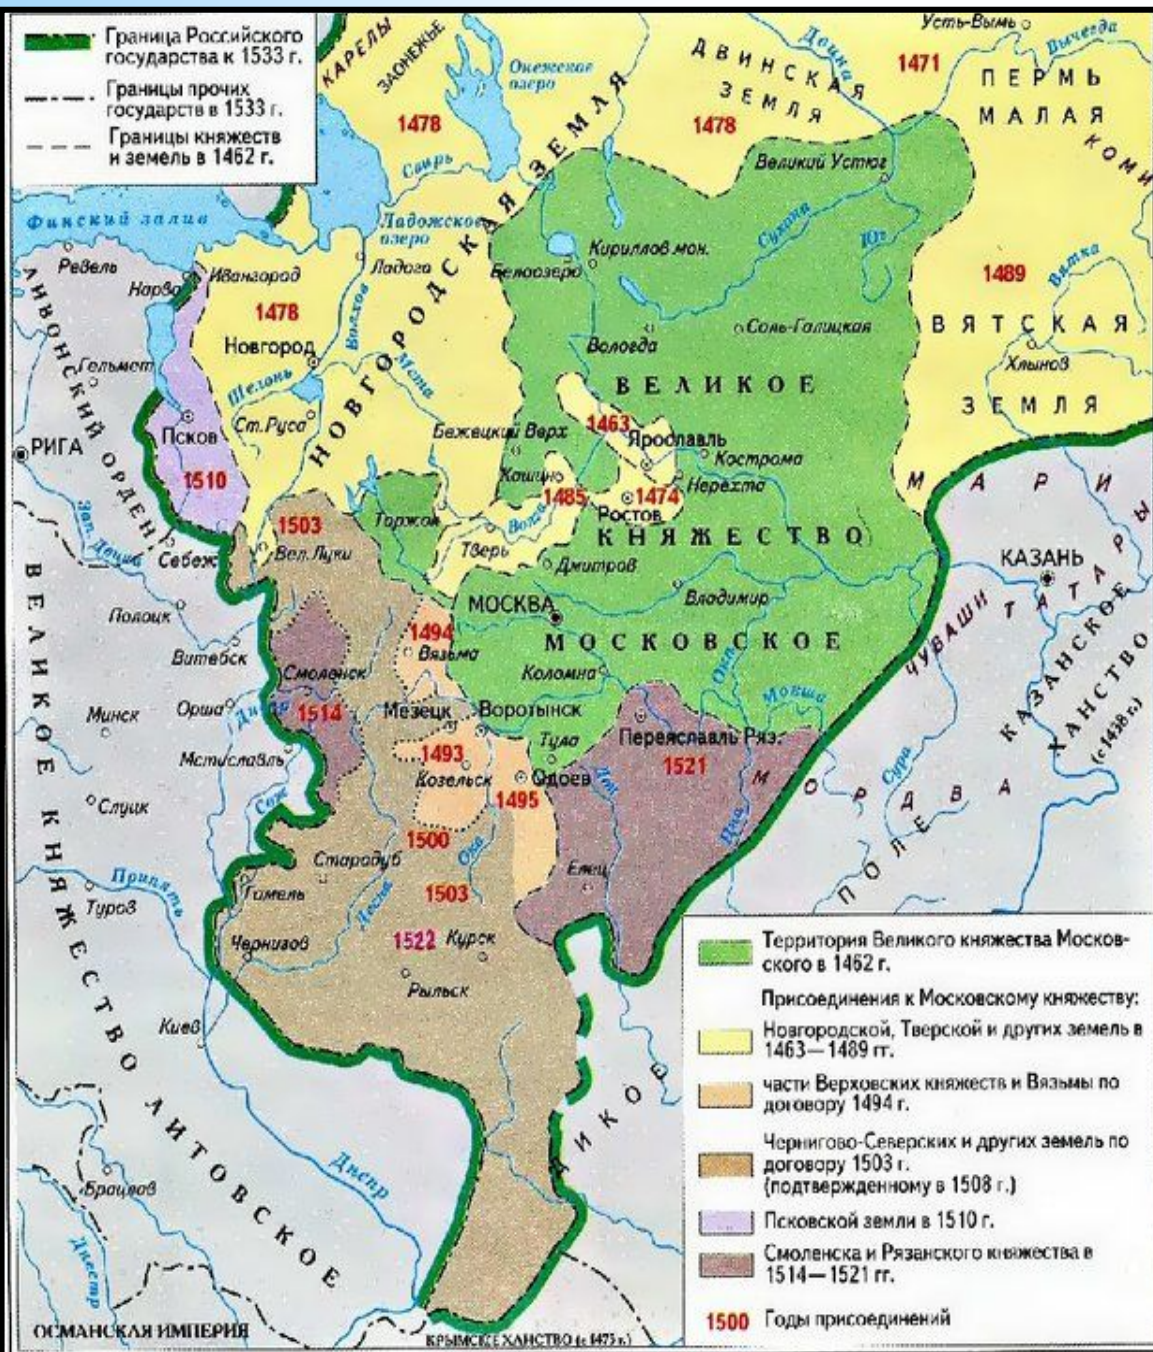 Граница Российского
государства к 1533 г.
Границы прочих
государств в 1533 г.
Границы княжеств
и земель в 1462 г.
КАРЕЛЫ
ЗАОНЕЖЬЕ
1478
Онежское
озеро
Свирь
ДВИНСКАЯ
ЗЕМЛЯ
1478
Двина
Усть-Вымь
Вычегда
1471
ПЕРМЬ
МАЛАЯ
КОМИ
Великий Устюг
Сухона
Юг
Финский залив
Ладожское
озеро
Ладога
Ревель
Нарва
Ивангород
1478
Новгород
Волхов
НОВГОРОДСКАЯ ЗЕМЛЯ
Белоозеро
Кириллов мон.
Вологда
Соль-Галицкая
1489
Вятка
ВЯТСКАЯ
Хлынов
ЗЕМЛЯ
ЛИВОНСКИЙ ОРДЕН
Гельмет
РИГА
Псков
1510
Шелонь
Ст.Руса
Мста
Бежецкий Верх
Кашин
ВЕЛИКОЕ
1463
Ярославль
Кострома
Нерехта
1485
1474
Волга
Ростов
КНЯЖЕСТВО
Торжок
Тверь
Дмитров
МОСКВА
Владимир
МОСКОВСКОЕ
МАРИЙЦЫ
КАЗАНЬ
ЧУВАШИ
ТАТАРЫ
КАЗАНСКОЕ
ХАНСТВО
(с 1438 г.)
Зап. Двина
Себеж
1503
Вел. Луки
Полоцк
Витебск
Орша
Днепр
Минск
Мстиславль
Слуцк
Сож
Смоленск
1514
1494
Вязьма
Мезецк
Воротынск
1493
Козельск
Тула
Одоев
1495
Коломна
Ока
Мокша
Переяславль Ряз.
1521
Дон
Цна
Елец
Сура
МОРДВА
ПОЛЕ
ДИКОЕ
1500
Ока
Стародуб
1503
Десна
Гомель
Чернигов
1522
Курск
Рыльск
Припять
Туров
Киев
ВЕЛИКОЕ КНЯЖЕСТВО ЛИТОВСКОЕ
Брацлав
Днепр
Днестр
ОСМАНСКАЯ ИМПЕРИЯ
КРЫМСКОЕ ХАНСТВО (с 1475 г.)
Территория Великого княжества Москов-
ского в 1462 г.
Присоединения к Московскому княжеству:
Новгородской, Тверской и других земель в
1463—1489 гг.
части Верховских княжеств и Вязьмы по
договору 1494 г.
Чернигово-Северских и других земель по
договору 1503 г.
(подтвержденному в 1508 г.)
Псковской земли в 1510 г.
Смоленска и Рязанского княжества в
1514—1521 гг.
1500 Годы присоединений